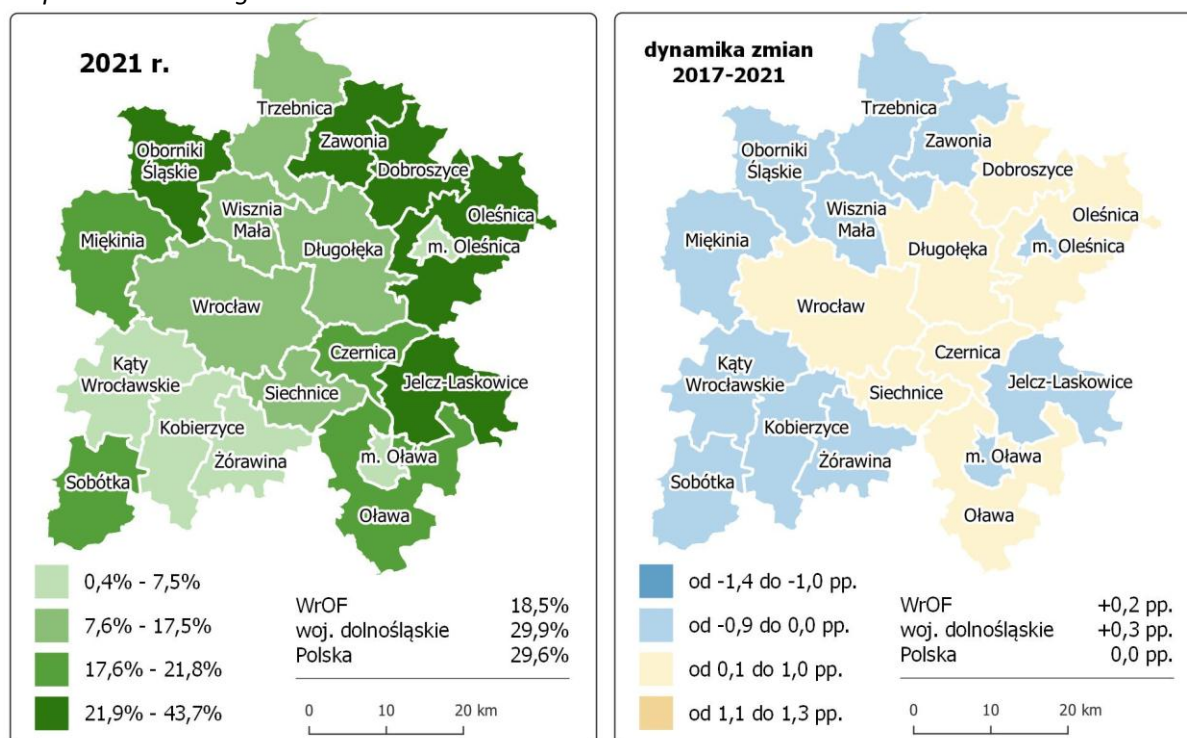 2021 r.
Trzebnica
Zawonia
Oborniki
Śląskie
Dobroszyce
Oleśnica
Wisznia
Mała
m. Oleśnica
Miękinia
Długołęka
Wrocław
Czernica
Kąty
Wrocławskie
Jelcz-Laskowice
Siechnice
Kobierzyce
m. Oława
Żórawina
Sobótka
Oława
0,4% - 7,5%
7,6% - 17,5%
17,6% - 21,8%
21,9% - 43,7%
WrOF 18,5%
woj. dolnośląskie 29,9%
Polska 29,6%
0 10 20 km
dynamika zmian
2017-2021
Trzebnica
Zawonia
Oborniki
Śląskie
Dobroszyce
Oleśnica
Wisznia
Mała
m. Oleśnica
Miękinia
Długołęka
Wrocław
Czernica
Kąty
Wrocławskie
Jelcz-Laskowice
Siechnice
Kobierzyce
m. Oława
Żórawina
Sobótka
Oława
od -1,4 do -1,0 pp.
od -0,9 do 0,0 pp.
od 0,1 do 1,0 pp.
od 1,1 do 1,3 pp.
WrOF +0,2 pp.
woj. dolnośląskie +0,3 pp.
Polska 0,0 pp.
0 10 20 km